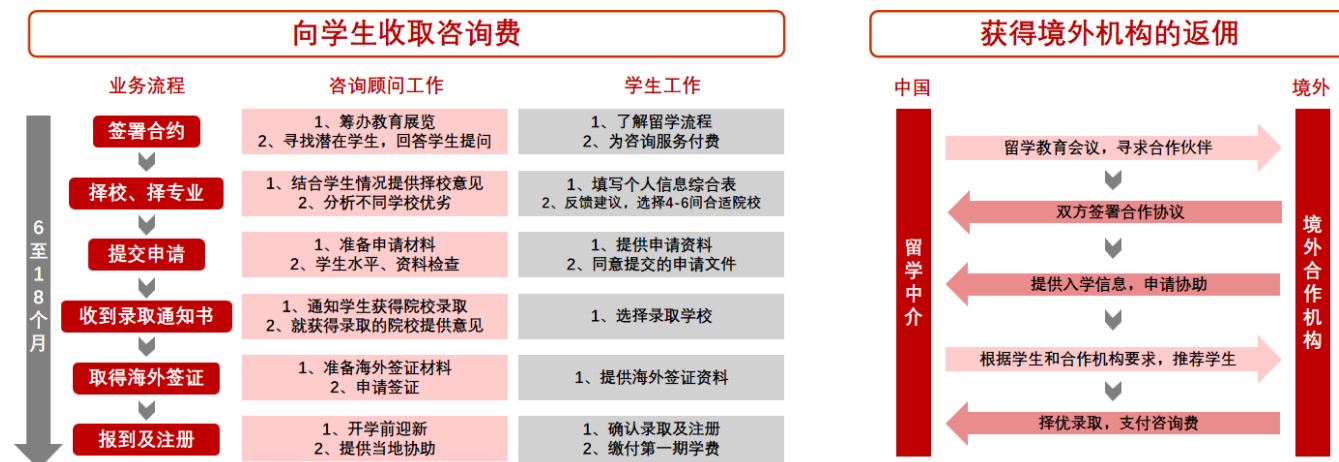 向学生收取咨询费
业务流程
咨询顾问工作
学生工作
6至18个月
签署合约
1、筹办教育展览
2、寻找潜在学生，回答学生提问
1、了解留学流程
2、为咨询服务付费
择校、择专业
1、结合学生情况提供择校意见
2、分析不同学校优劣
1、填写个人信息综合表
2、反馈建议，选择4-6间合适院校
提交申请
1、准备申请材料
2、学生水平、资料检查
1、提供申请资料
2、同意提交的申请文件
收到录取通知书
1、通知学生获得院校录取
2、就获得录取的院校提供意见
1、选择录取学校
取得海外签证
1、准备海外签证材料
2、申请签证
1、提供海外签证资料
报到及注册
1、开学前迎新
2、提供当地协助
1、确认录取及注册
2、缴付第一期学费
获得境外机构的返佣
中国
境外
留学中介
留学教育会议，寻求合作伙伴
双方签署合作协议
提供入学信息，申请协助
根据学生和合作机构要求，推荐学生
择优录取，支付咨询费
境外合作机构